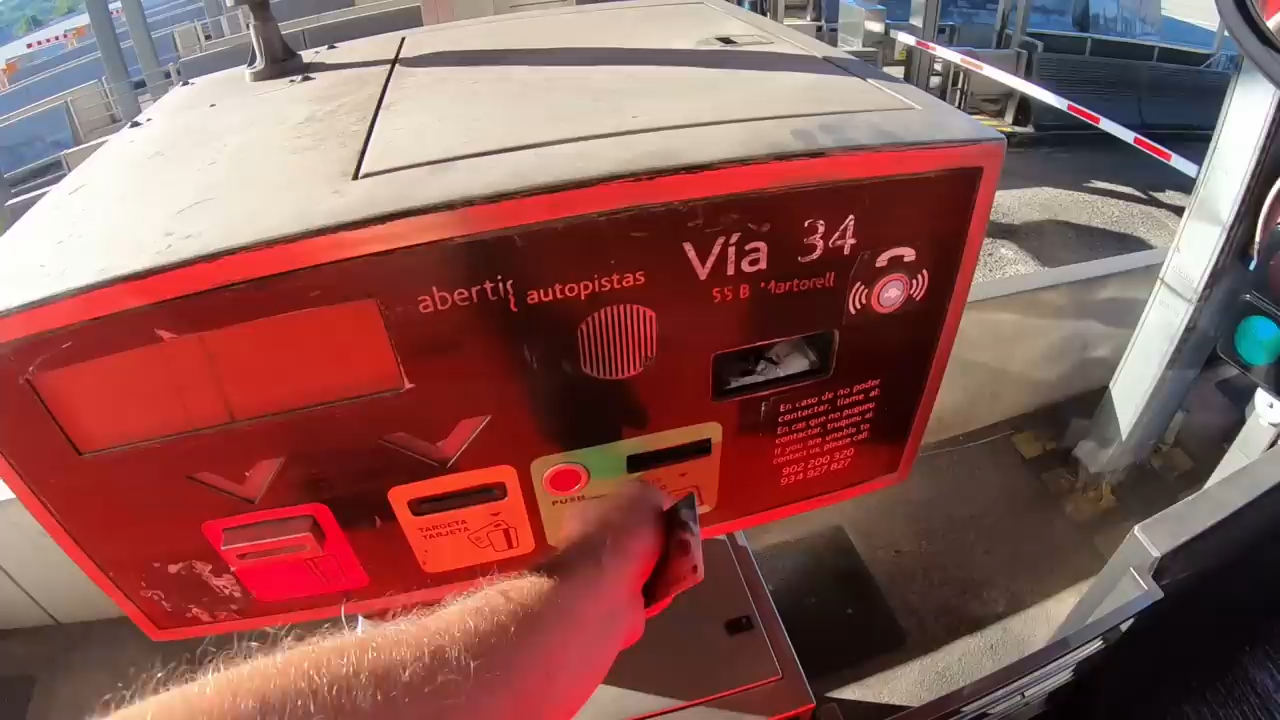 Vía 34
abertis autopistas
55 B Martorell
En caso de no poder
contactar, llame al:
En cas que no pugueu
contactar, truqueu al
If you are unable to
contact us, please call
902 200 320
934 927 827
PUSH
TARGETA
TARJETA